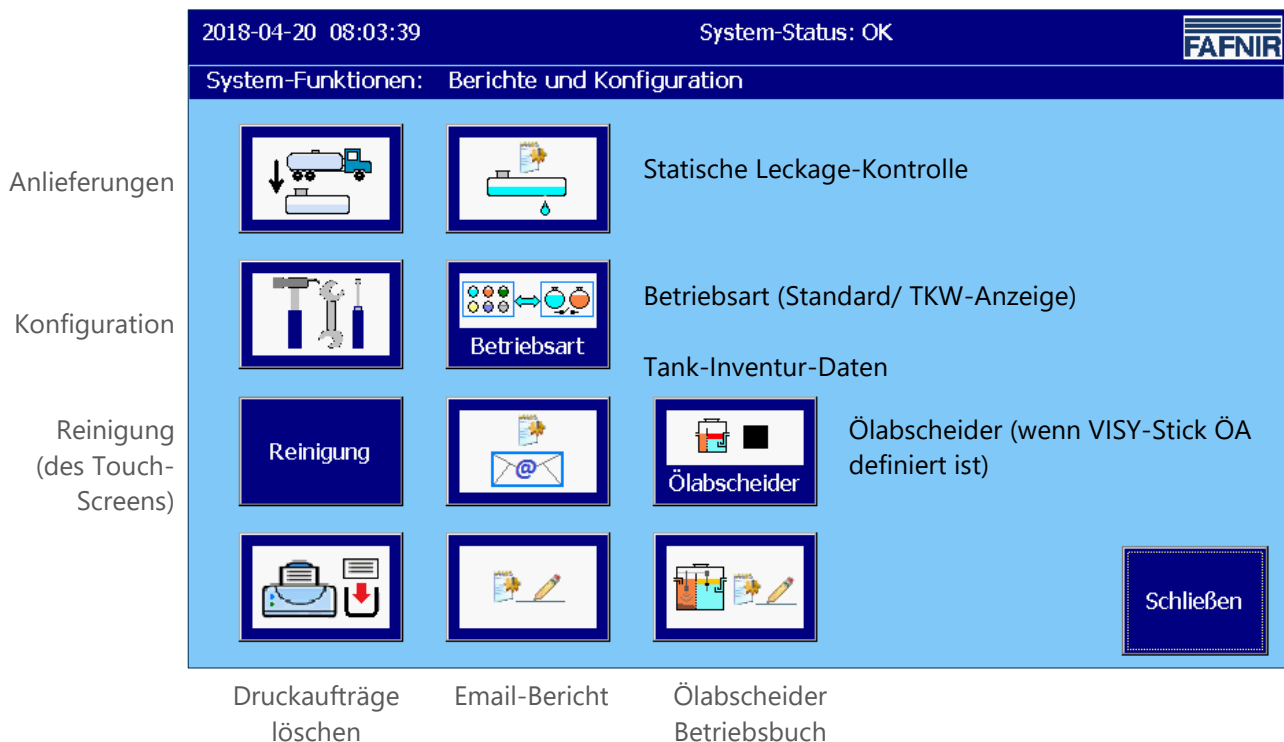 2018-04-20 08:03:39 System-Status: OK FAFNIR
System-Funktionen: Berichte und Konfiguration
Anlieferungen
Statische Leckage-Kontrolle
Konfiguration
Betriebsart
Betriebsart (Standard/ TKW-Anzeige)
Tank-Inventur-Daten
Reinigung
(des Touch-
Screens)
Reinigung
@
Ölabscheider
Ölabscheider (wenn VISY-Stick ÖA
definiert ist)
Schließen
Druckaufträge
löschen
Email-Bericht
Ölabscheider
Betriebsbuch